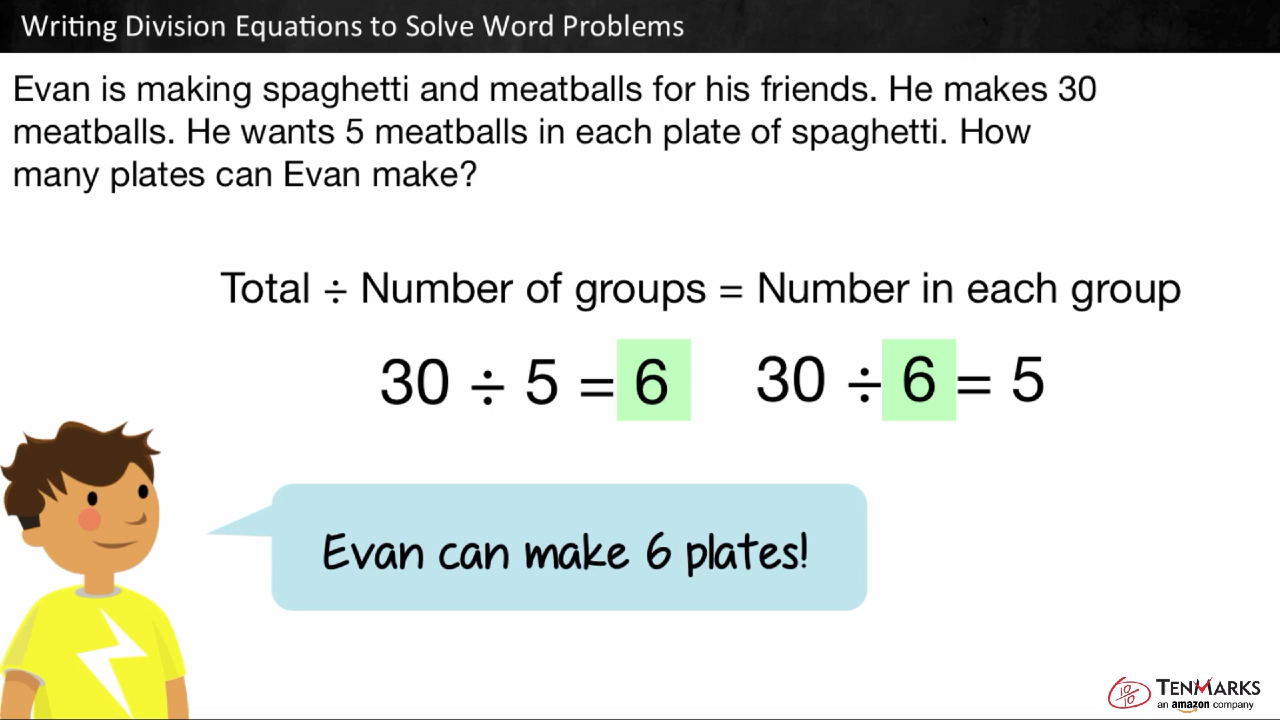 Writing Division Equations to Solve Word Problems
Evan is making spaghetti and meatballs for his friends. He makes 30
meatballs. He wants 5 meatballs in each plate of spaghetti. How
many plates can Evan make?
Total ÷ Number of groups = Number in each group
30 ÷ 5 = 6 30 ÷ 6 = 5
Evan can make 6 plates!
10/10 TENMARKS
an amazon company